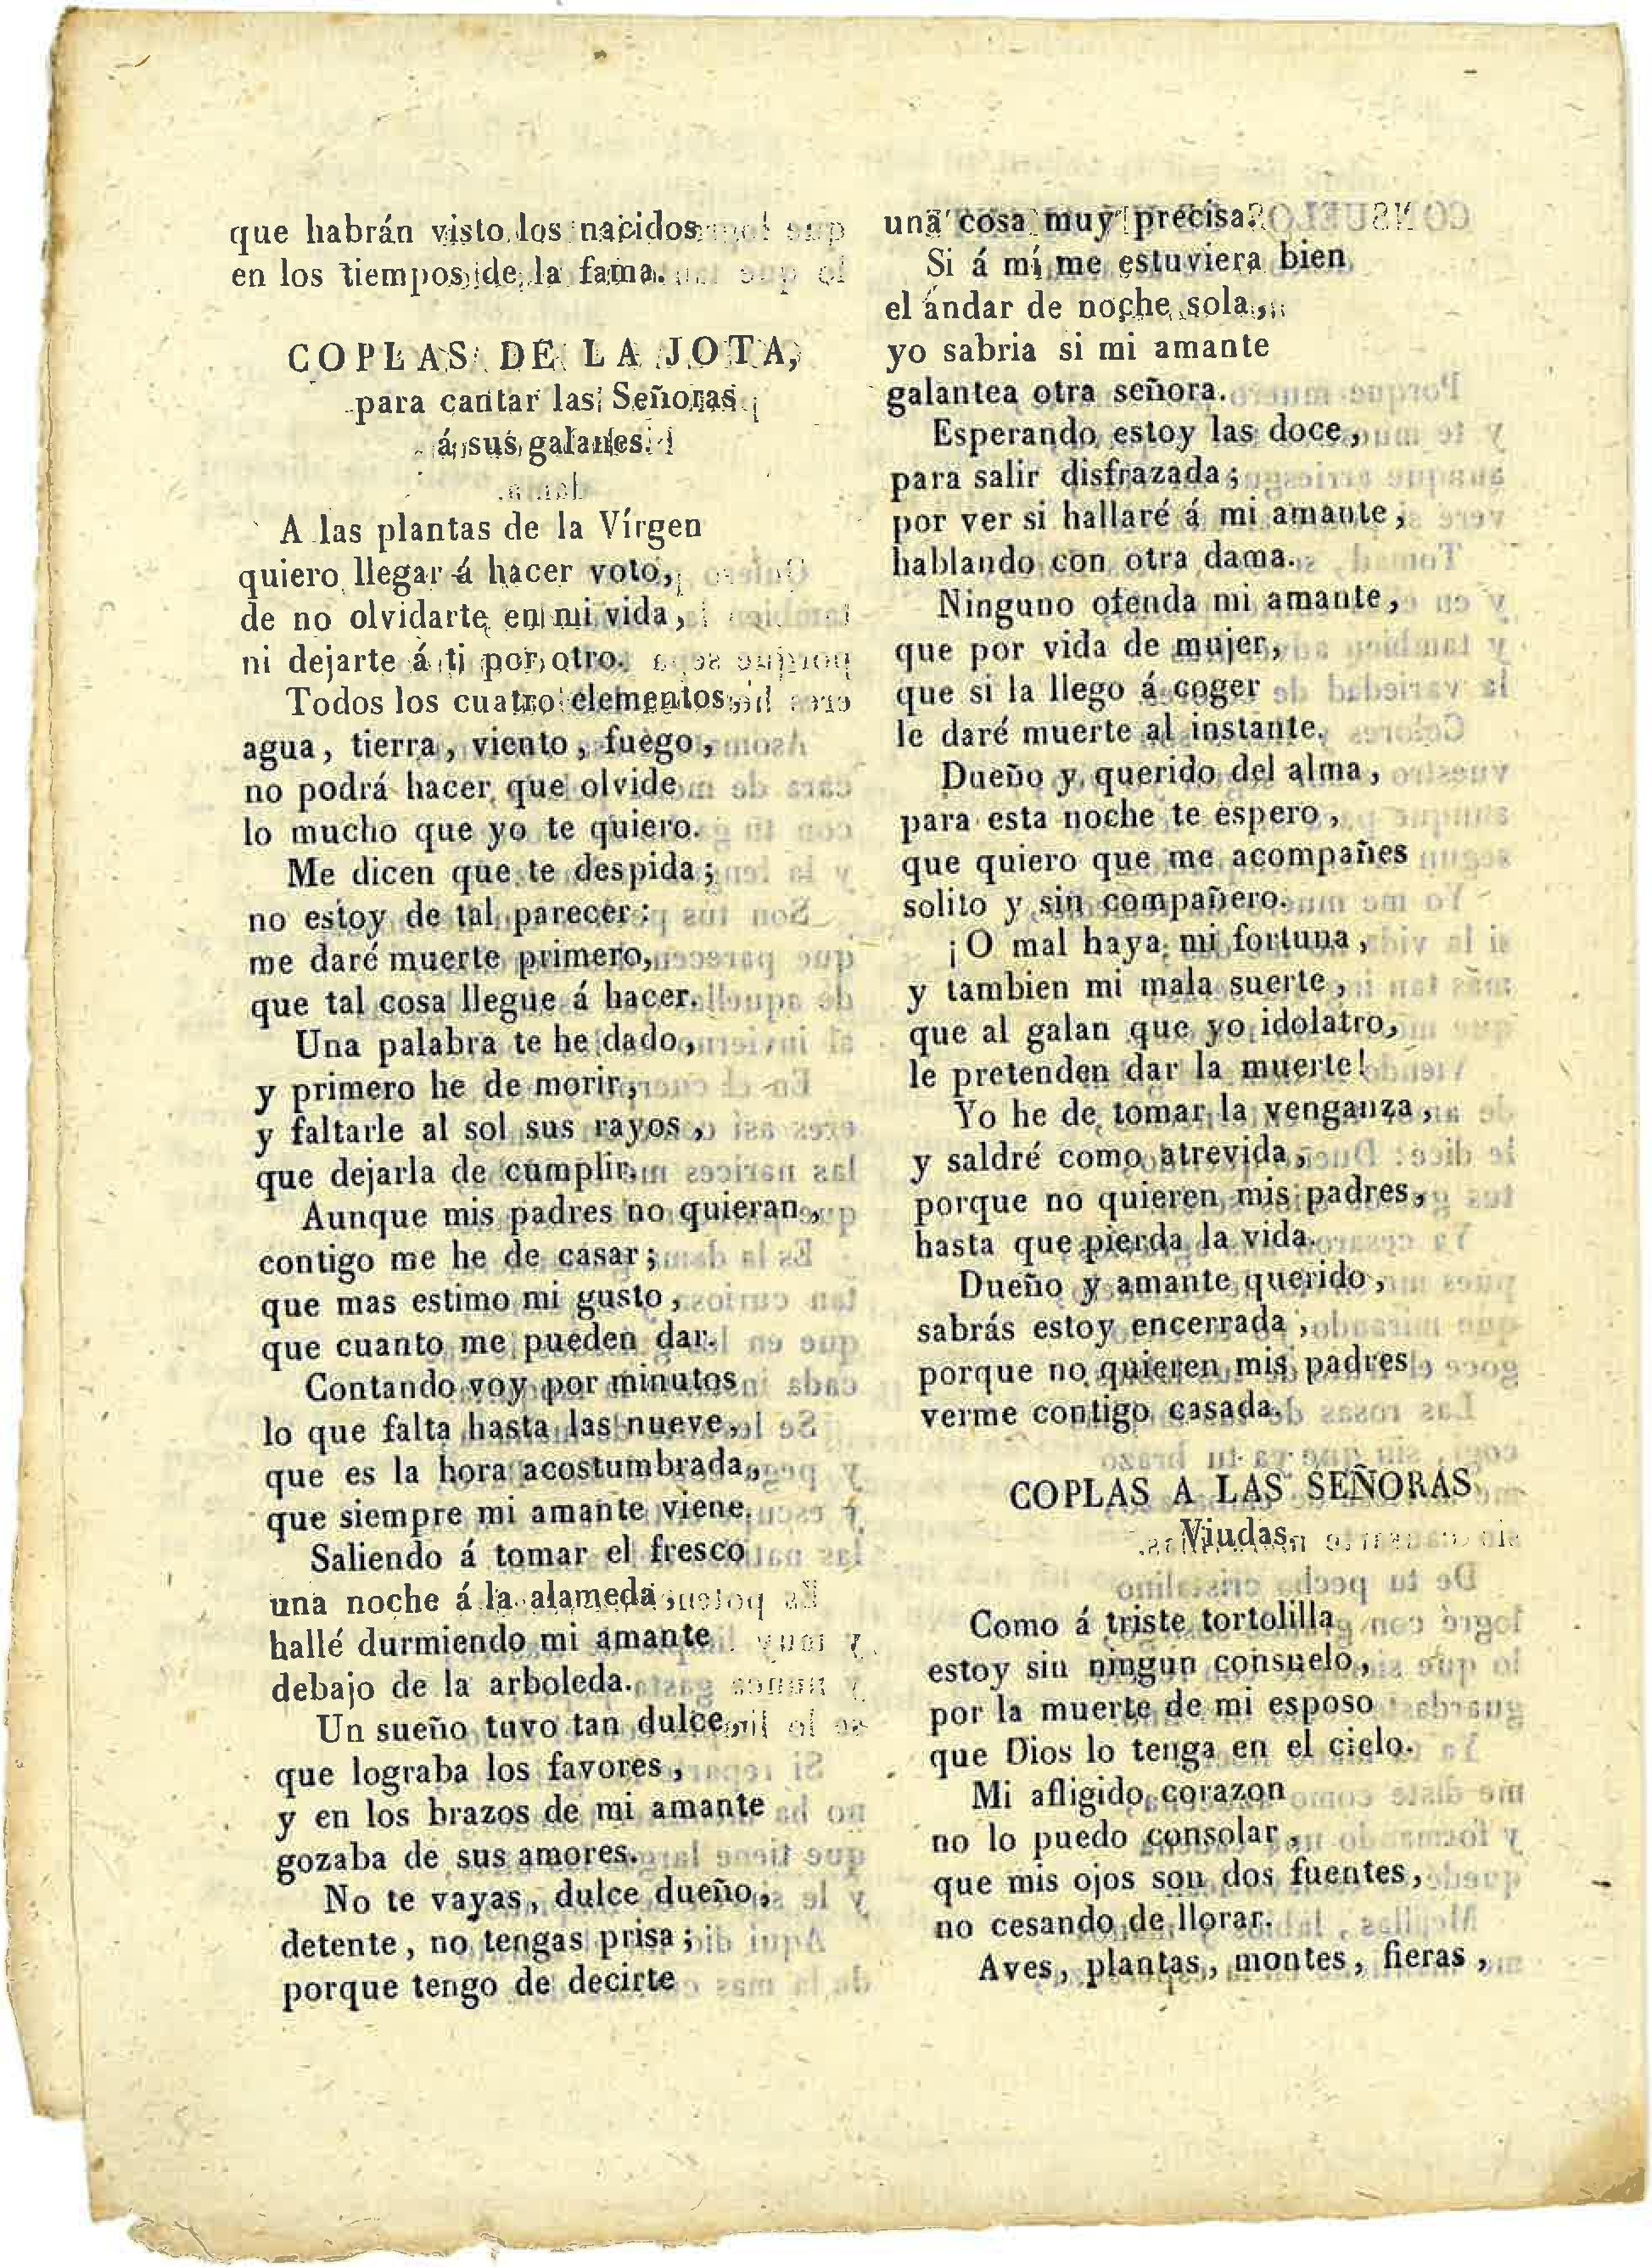 que habrán visto los nacidos
en los tiempos de la fama.
COPLAS DE LA JOTA,
para cantar las Señoras
á sus galanes.
A las plantas de la Vírgen
quiero llegar á hacer voto,
de no olvidarte en mi vida,
ni dejarte á ti por otro.
Todos los cuatro elementos,
agua, tierra, viento, fuego,
no podrá hacer que olvide
lo mucho que yo te quiero.
Me dicen que te despida;
no estoy de tal parecer:
me daré muerte primero,
que tal cosa llegue á hacer.
Una palabra te he dado,
y primero he de morir,
y faltarle al sol sus rayos,
que dejarla de cumplir.
Aunque mis padres no quieran,
contigo me he de casar;
que mas estimo mi gusto,
que cuanto me pueden dar.
Contando voy por minutos
lo que falta hasta las nueve,
que es la hora acostumbrada,
que siempre mi amante viene.
Saliendo á tomar el fresco
una noche á la alameda,
hallé durmiendo mi amante
debajo de la arboleda.
Un sueño tuvo tan dulce,
que lograba los favores,
y en los brazos de mi amante
gozaba de sus amores.
No te vayas, dulce dueño,
detente, no tengas prisa;
porque tengo de decirte
una cosa muy precisa.
Si á mí me estuviera bien
el andar de noche sola,
yo sabria si mi amante
galantea otra señora.
Esperando estoy las doce,
para salir disfrazada;
por ver si hallaré á mi amante,
hablando con otra dama.
Ninguno ofenda mi amante,
que por vida de mujer,
que si la llego á coger
le daré muerte al instante.
Dueño y querido del alma,
para esta noche te espero,
que quiero que me acompañes
solito y sin compañero.
¡O mal haya mi fortuna,
y tambien mi mala suerte,
que al galan que yo idolatro,
le pretenden dar la muerte!
Yo he de tomar la venganza,
y saldré como atrevida,
porque no quieren mis padres,
hasta que pierda la vida.
Dueño y amante querido,
sabrás estoy encerrada,
porque no quieren mis padres
verme contigo casada.
COPLAS A LAS SEÑORAS
Viudas.
Como á triste tortolilla
estoy sin ningun consuelo,
por la muerte de mi esposo
que Dios lo tenga en el cielo.
Mi afligido corazon
no lo puedo consolar,
que mis ojos son dos fuentes,
no cesando de llorar.
Aves, plantas, montes, fieras,